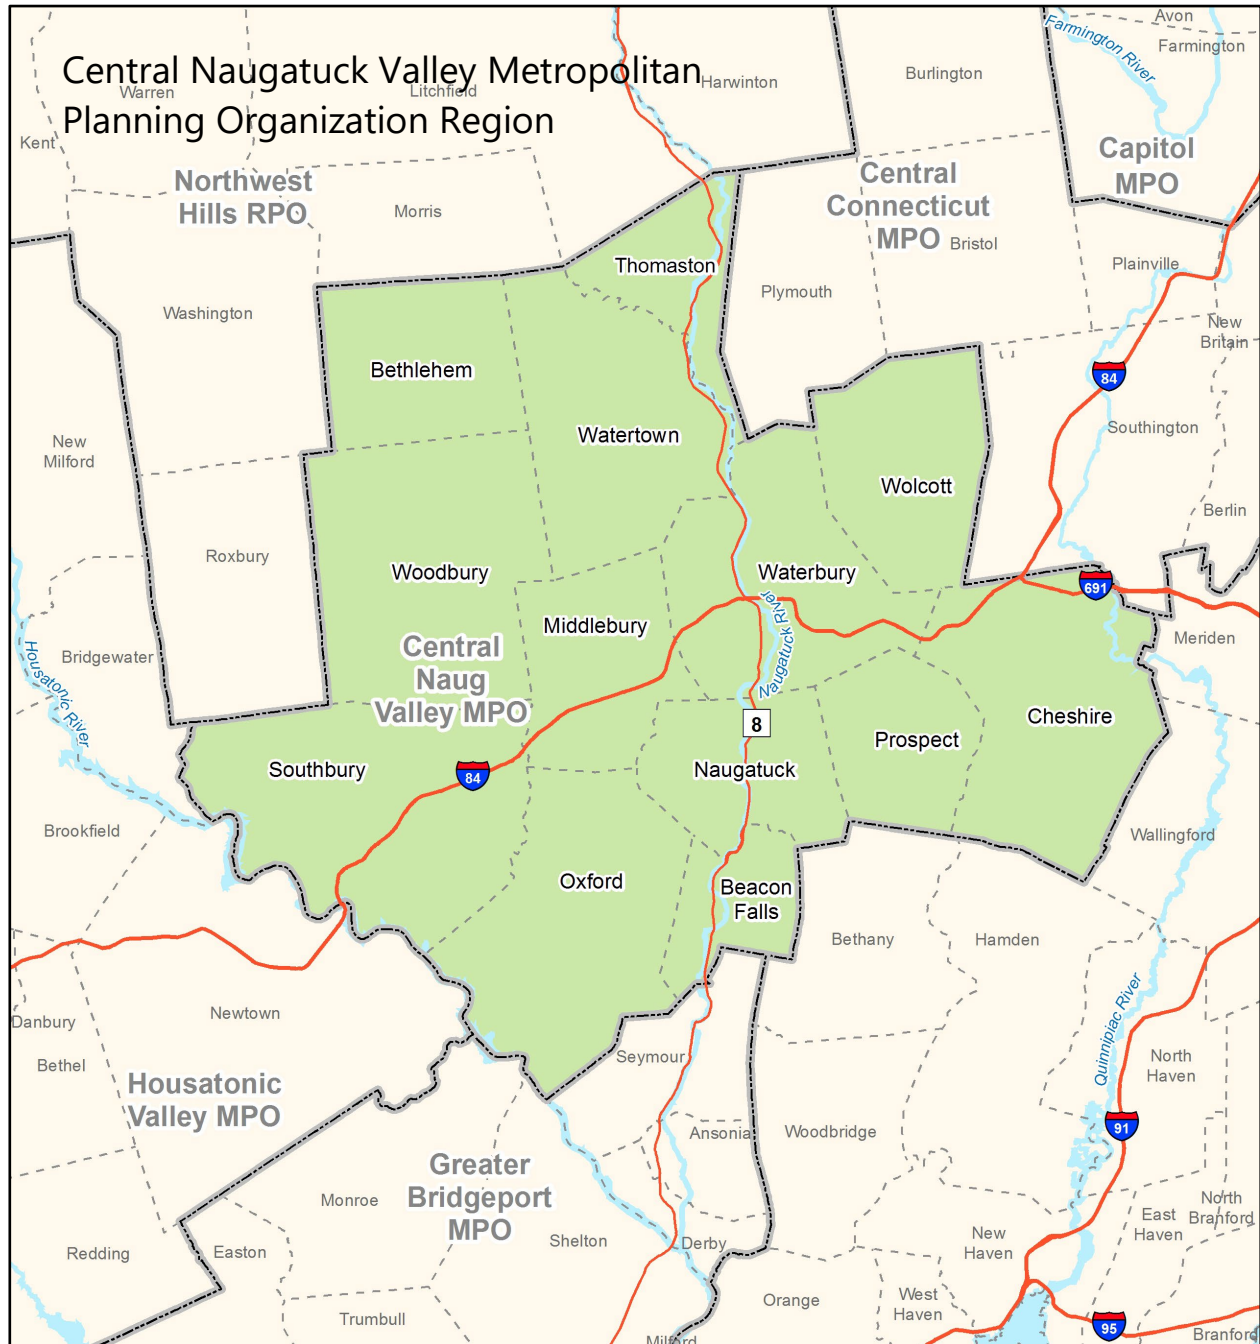 Central Naugatuck Valley Metropolitan
Planning Organization Region
Avon
Farmington River
Farmington
Burlington
Harwinton
Litchfield
Warren
Kent
Capitol
MPO
Northwest
Hills RPO
Central
Connecticut
MPO
Morris
Bristol
Thomaston
Plainville
Plymouth
Washington
New
Britain
Bethlehem
84
Watertown
New
Milford
Southington
Wolcott
Berlin
Roxbury
Woodbury
Waterbury
691
Middlebury
Naugatuck River
Meriden
Central
Naug
Valley MPO
Bridgewater
Housatonic River
8
Cheshire
Prospect
Southbury
84
Naugatuck
Brookfield
Wallingford
Oxford
Beacon
Falls
Bethany
Hamden
Newtown
Danbury
Bethel
Seymour
Quinnipiac River
North
Haven
Housatonic
Valley MPO
91
Ansonia
Woodbridge
Greater
Bridgeport
MPO
Monroe
North
Branford
East
Haven
New
Haven
Redding
Easton
Shelton
Derby
Orange
West
Haven
Trumbull
95
Milford
Branford